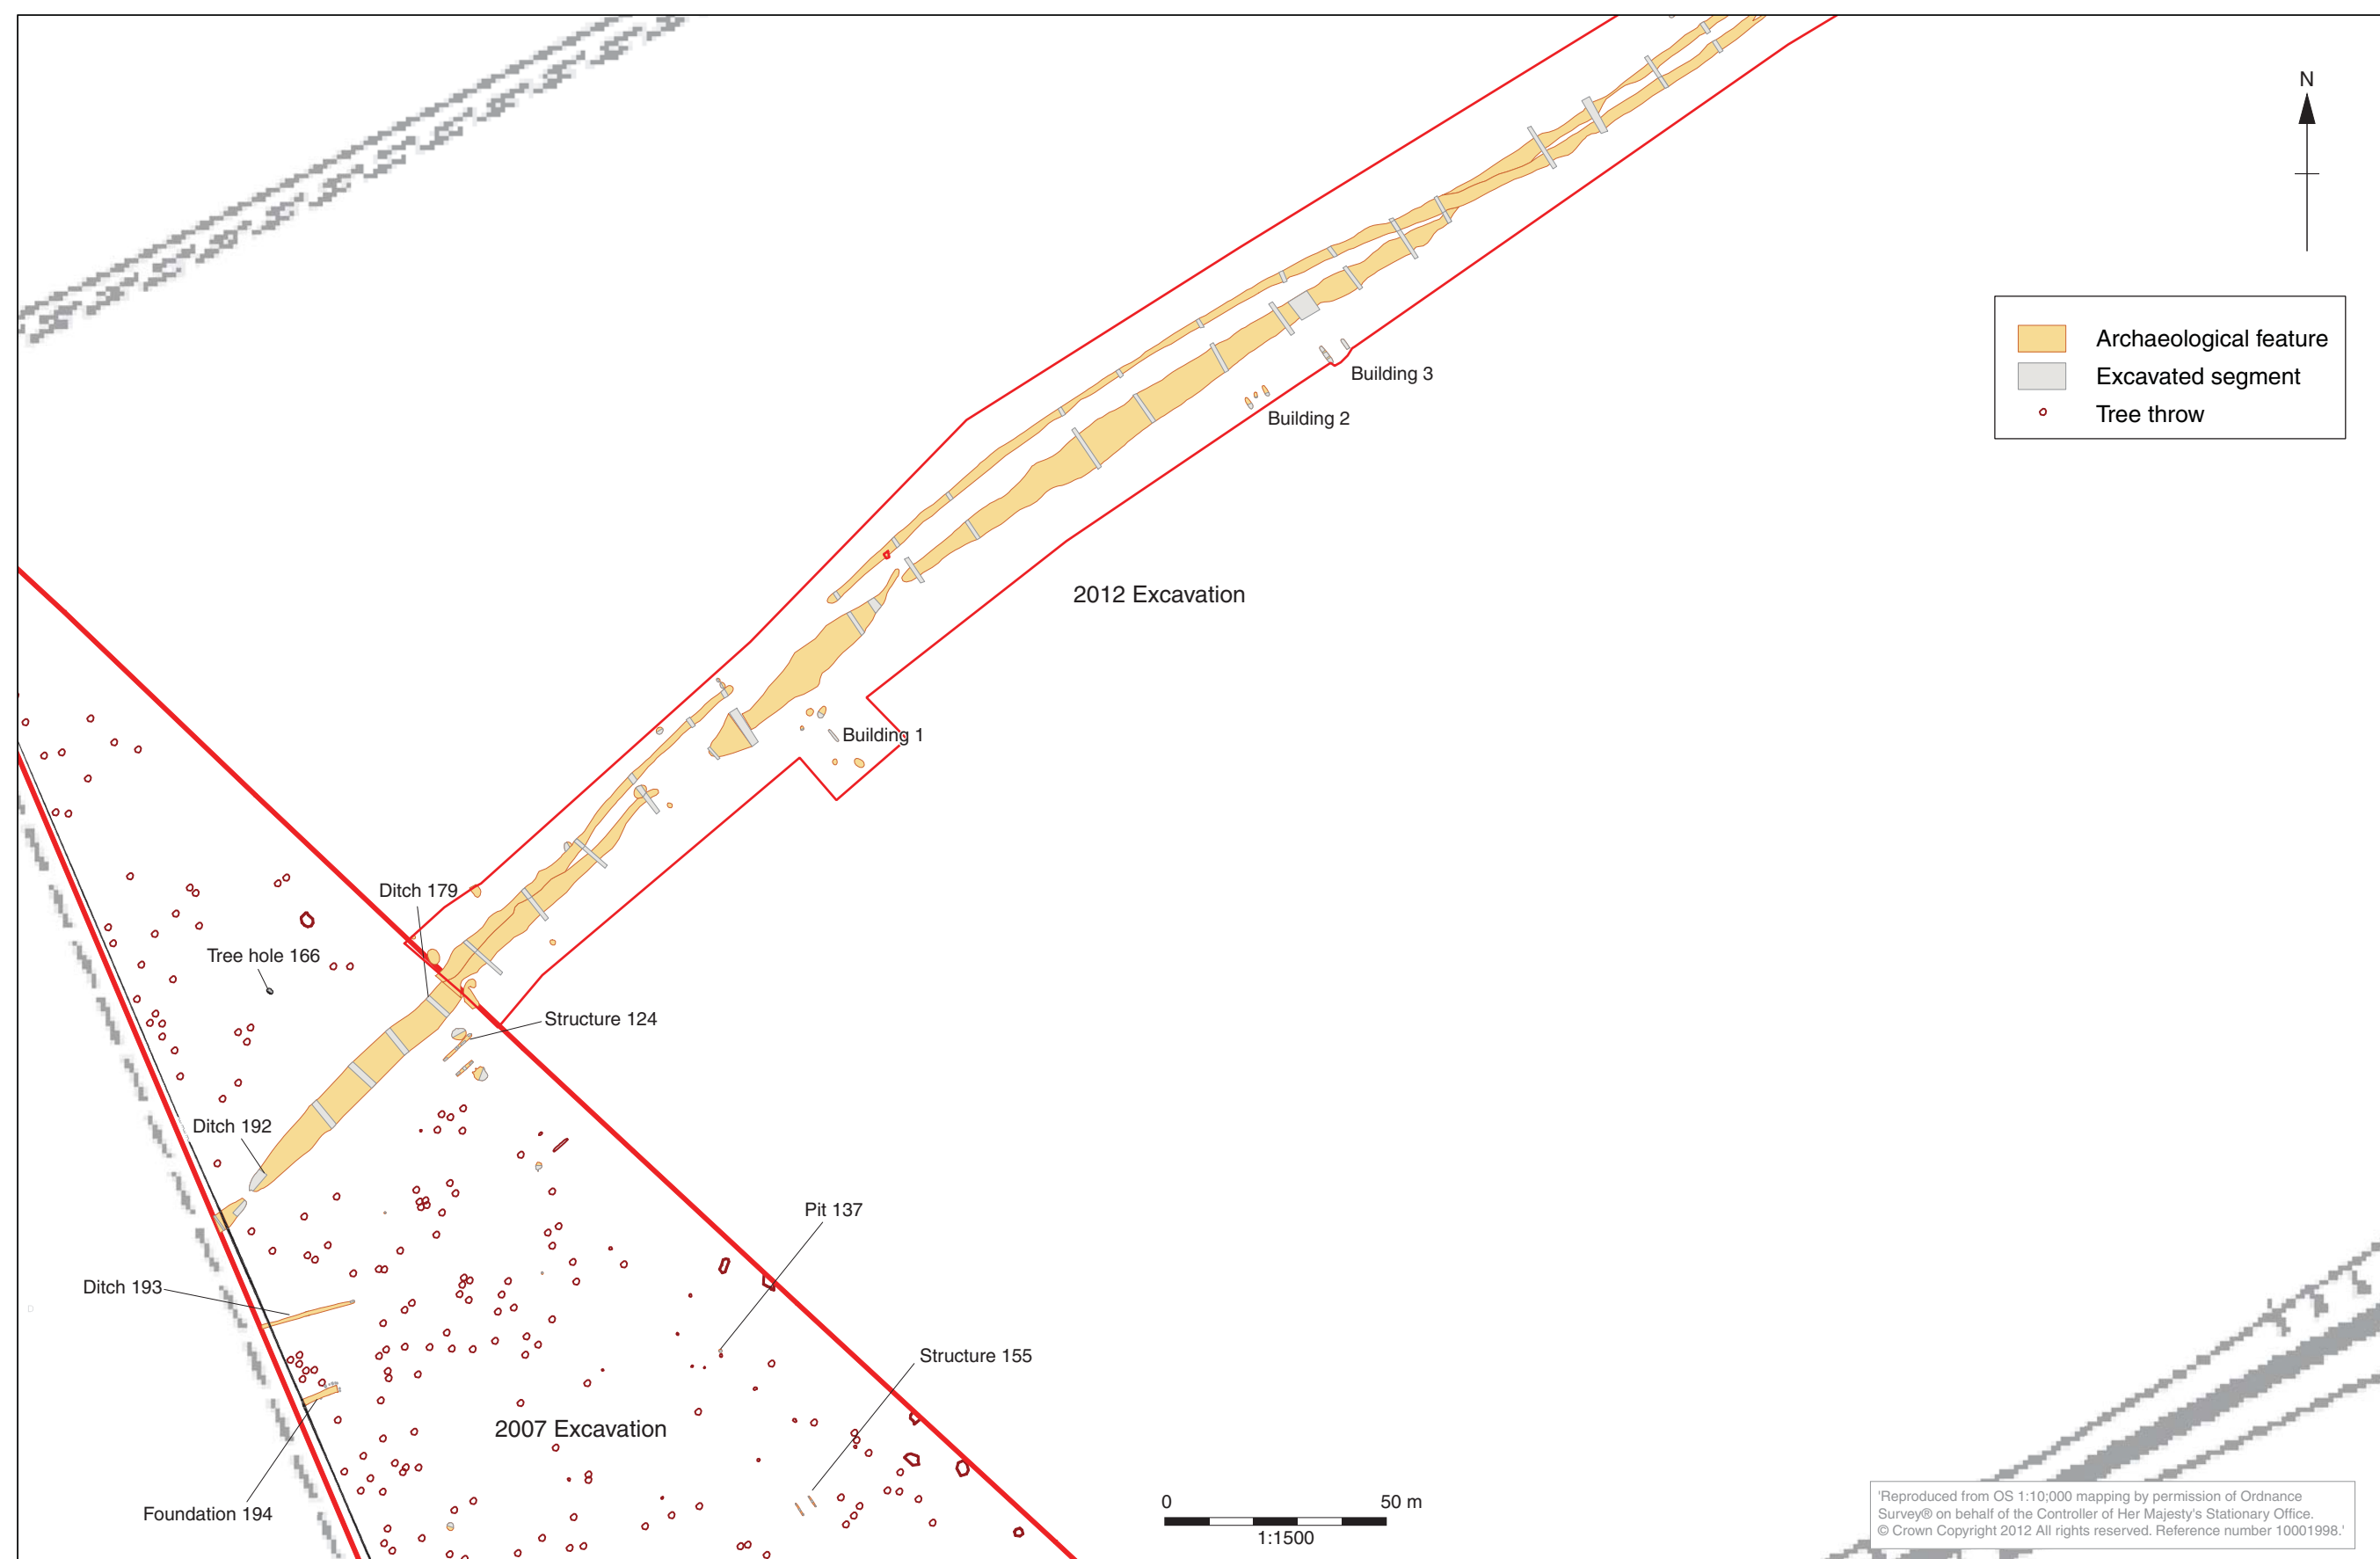 N
Archaeological feature
Excavated segment
Tree throw
Building 3
Building 2
2012 Excavation
Building 1
Ditch 179
Tree hole 166
Structure 124
Ditch 192
Pit 137
Ditch 193
Structure 155
2007 Excavation
Foundation 194
0 50 m
1:1500
'Reproduced from OS 1:10;000 mapping by permission of Ordnance
Survey® on behalf of the Controller of Her Majesty's Stationary Office.
© Crown Copyright 2012 All rights reserved. Reference number 10001998.'